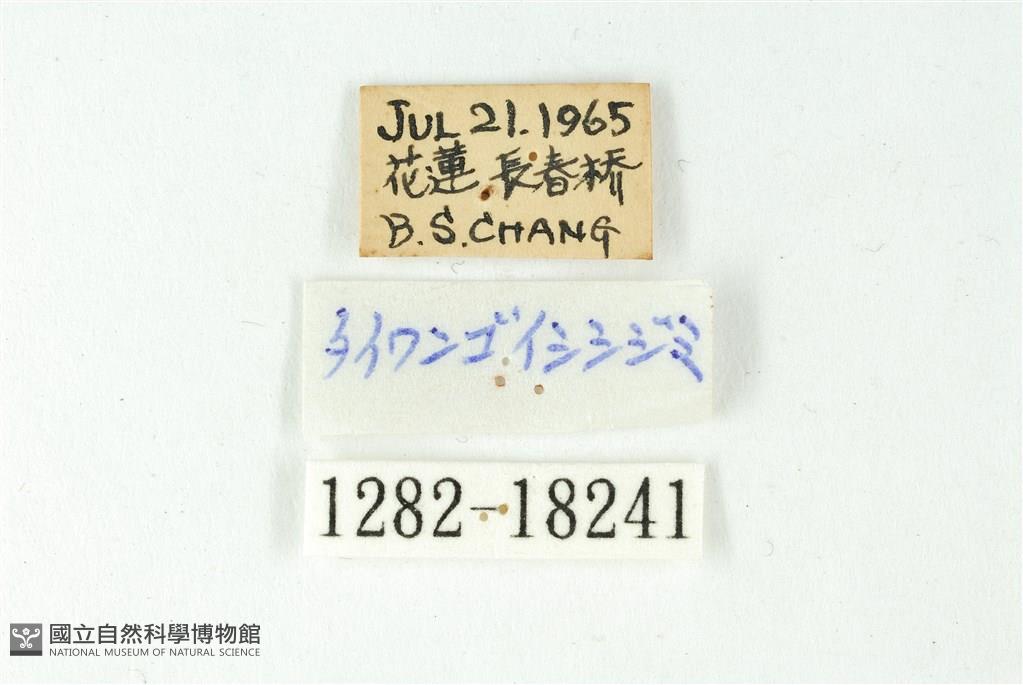 JUL 21.1965
花蓮 長春橋
B.S.CHANG
タイワンゴイシシジミ
1282-18241
國立自然科學博物館
NATIONAL MUSEUM OF NATURAL SCIENCE